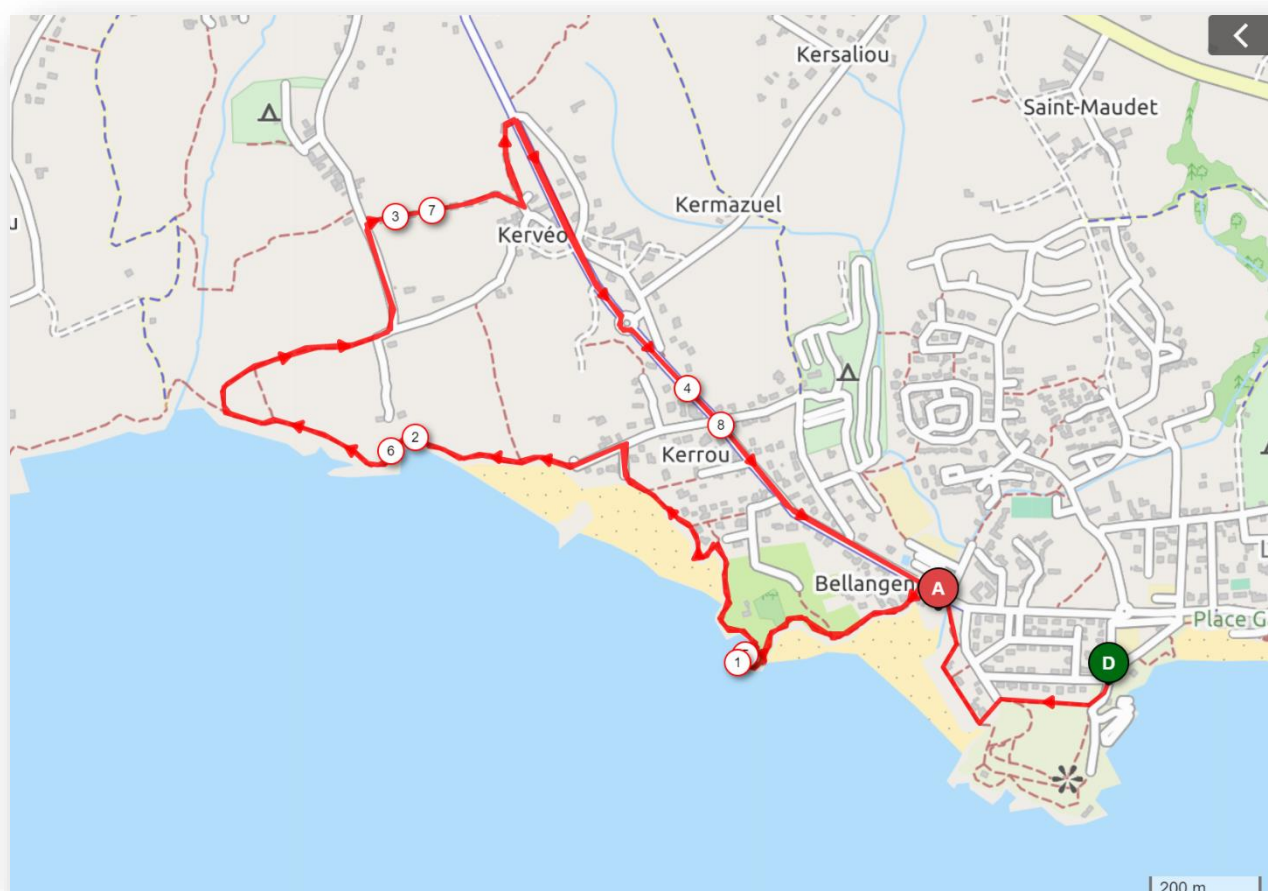 Kersaliou
Saint-Maudet
Kermazuel
3
7
u
Kervéo
4
8
Kerrou
2
6
Bellangen
A
Place G
L
1
D
200 m